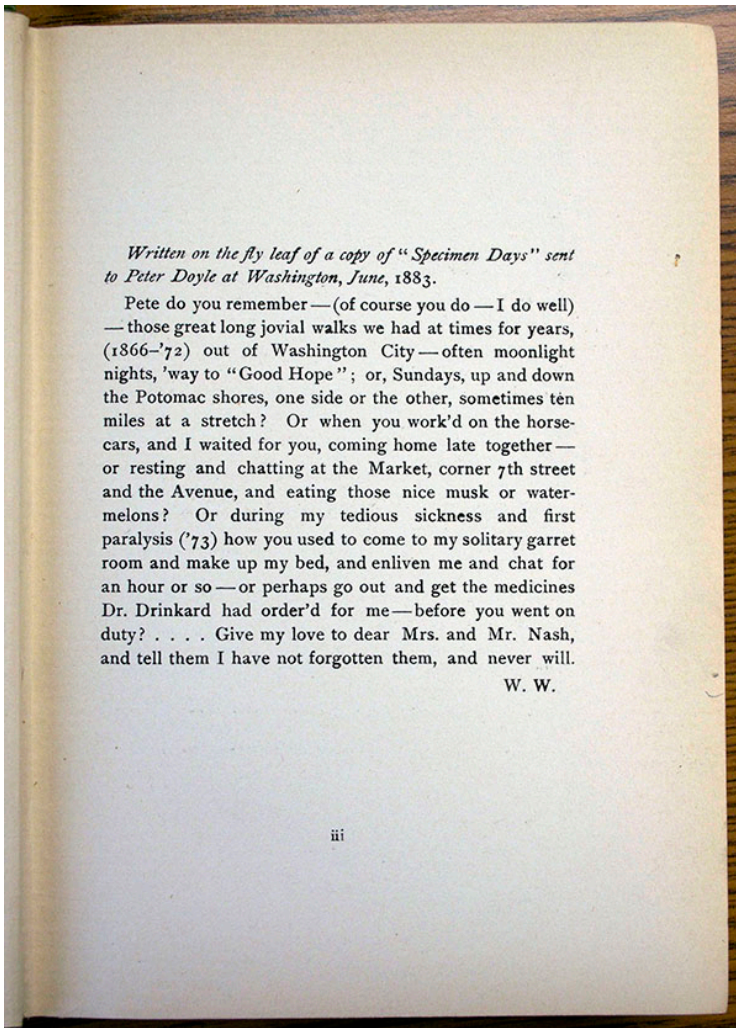 Written on the fly leaf of a copy of “Specimen Days” sent
to Peter Doyle at Washington, June, 1883.
Pete do you remember—(of course you do—I do well)
—those great long jovial walks we had at times for years,
(1866–’72) out of Washington City—often moonlight
nights, ’way to “Good Hope”; or, Sundays, up and down
the Potomac shores, one side or the other, sometimes ten
miles at a stretch? Or when you work’d on the horse-
cars, and I waited for you, coming home late together—
or resting and chatting at the Market, corner 7th street
and the Avenue, and eating those nice musk or water-
melons? Or during my tedious sickness and first
paralysis (’73) how you used to come to my solitary garret
room and make up my bed, and enliven me and chat for
an hour or so—or perhaps go out and get the medicines
Dr. Drinkard had order’d for me—before you went on
duty? . . . . Give my love to dear Mrs. and Mr. Nash,
and tell them I have not forgotten them, and never will.
W. W.
iii